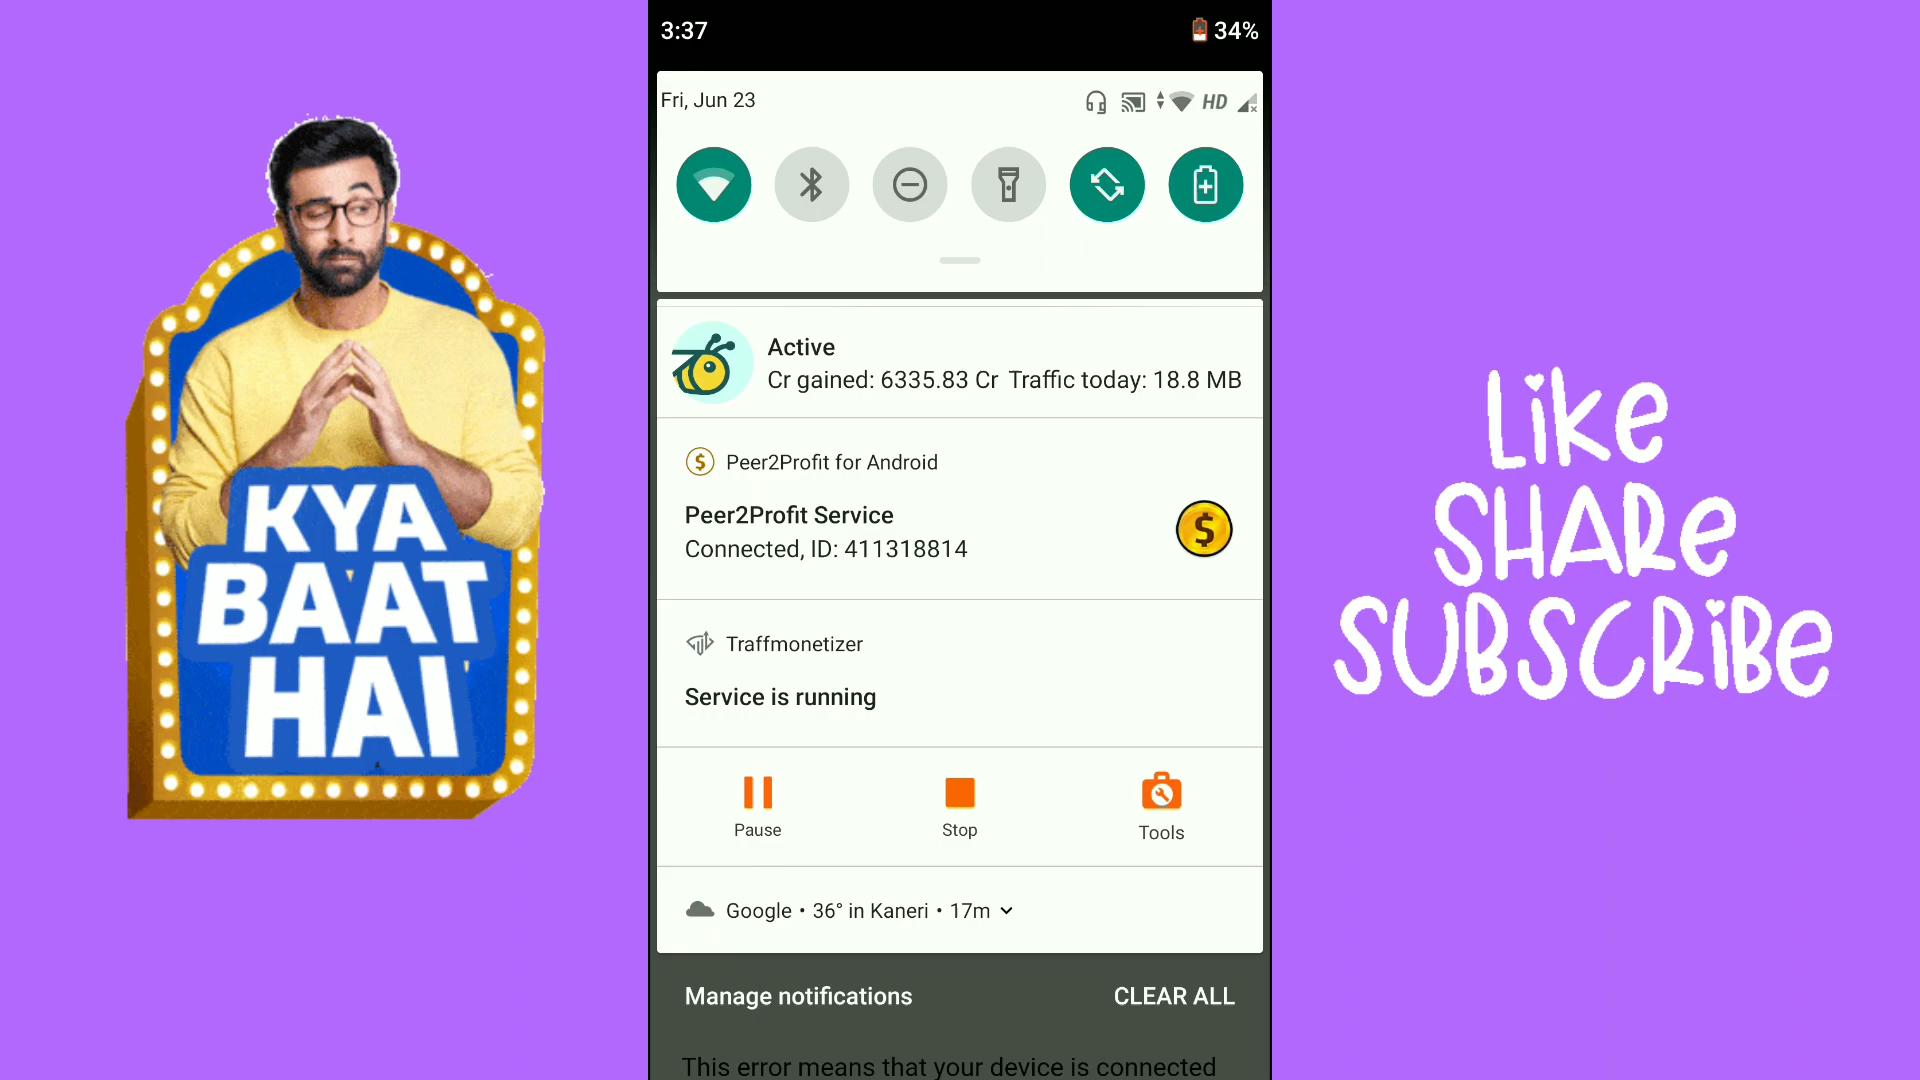 3:37
34%
Fri, Jun 23
HD
Active
Cr gained: 6335.83 Cr Traffic today: 18.8 MB
Peer2Profit for Android
Peer2Profit Service
Connected, ID: 411318814
Traffmonetizer
Service is running
Pause
Stop
Tools
Google • 36° in Kaneri • 17m
Manage notifications
CLEAR ALL
This error means that your device is connected
KYA
BAAT
HAI
LiKe
SHARe
SUBSCRiBe